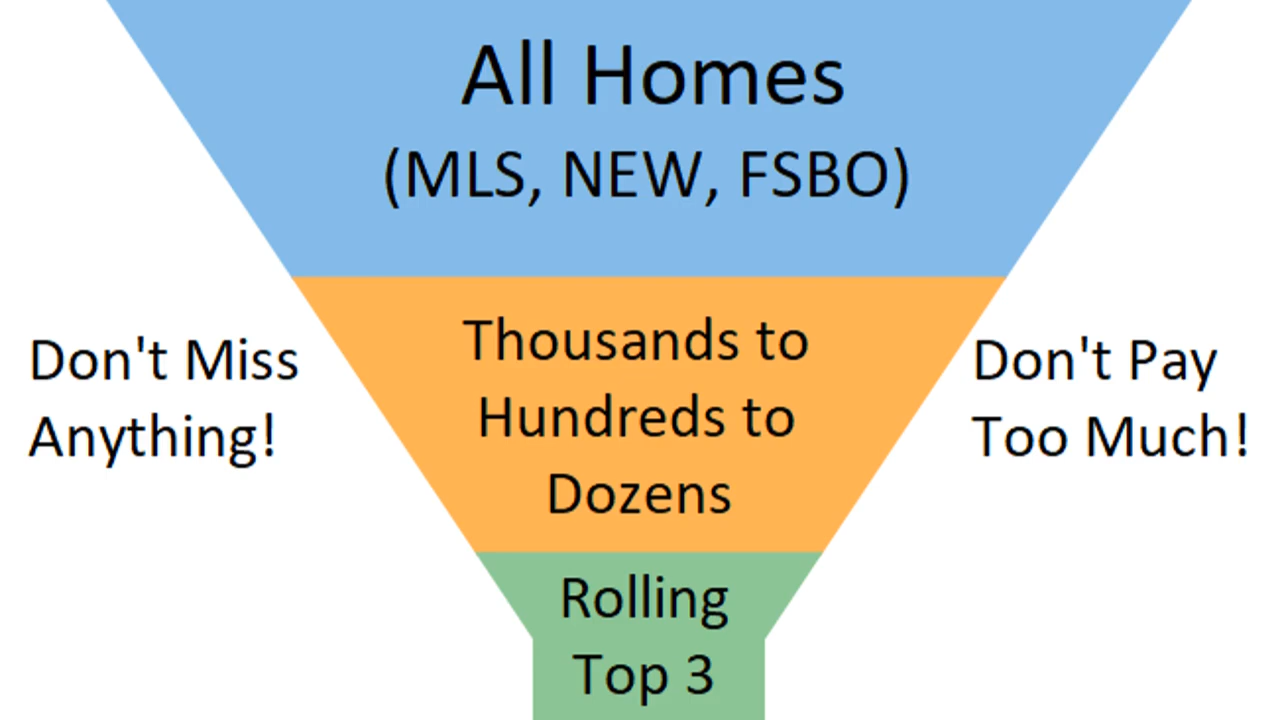 All Homes
(MLS, NEW, FSBO)
Thousands to
Hundreds to
Dozens
Don't Miss
Anything!
Don't Pay
Too Much!
Rolling
Top 3